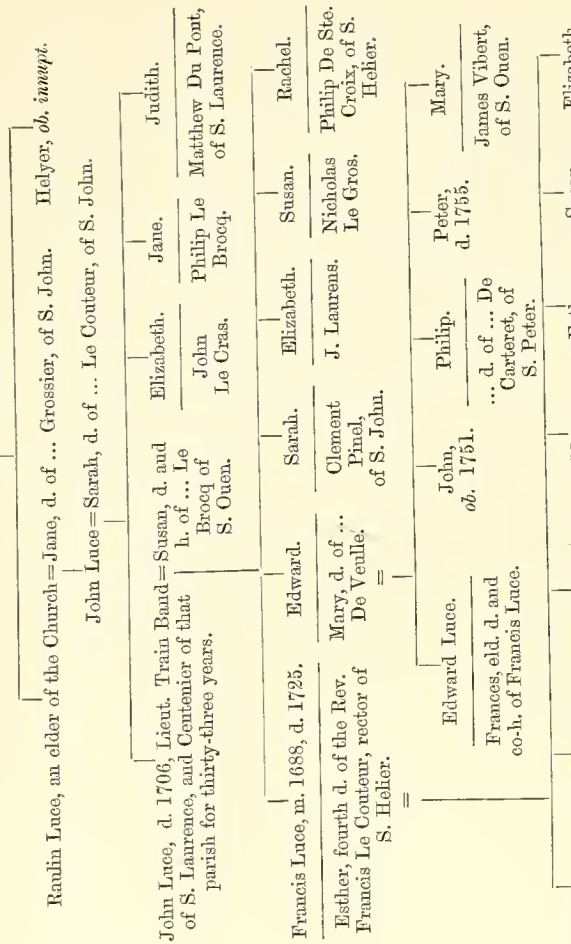 Raulin Luce, an elder of the Church = Jane, d. of ... Grossier, of S. John. Helyer, ob. innupt.
John Luce = Sarah, d. of ... Le Couteur, of S. John.
John Luce, d. 1706, Lieut. Train Band = Susan, d. and
of S. Laurence, and Centenier of that
parish for thirty-three years.
h. of ... Le
Brocq of
S. Ouen.
Elizabeth.
John
Le Cras.
Jane.
Philip Le
Brocq.
Judith.
Matthew Du Pont,
of S. Laurence.
Francis Luce, m. 1688, d. 1725.
Esther, fourth d. of the Rev.
Francis Le Couteur, rector of
S. Helier.
=
Edward.
Mary, d. of ...
De Veulle.
=
Sarah.
Clement
Pinel,
of S. John.
Elizabeth.
J. Laurens.
Susan.
Nicholas
Le Gros.
Rachel.
Philip De Ste.
Croix, of S.
Helier.
Edward Luce.
Frances, eld. d. and
co-h. of Francis Luce.
John,
ob. 1751.
Philip.
... d. of ... De
Carteret, of
S. Peter.
Peter,
d. 1755.
Mary.
James Vibert,
of S. Ouen.
Elizabeth